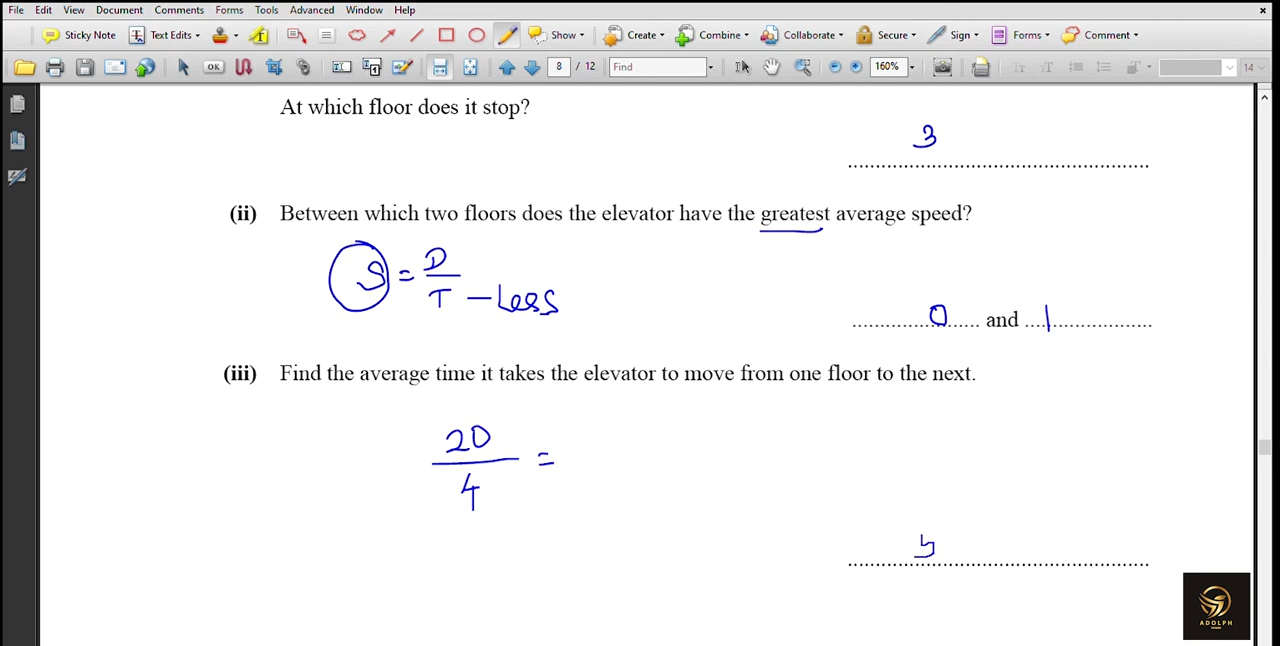 File Edit View Document Comments Forms Tools Advanced Window Help
Sticky Note Text Edits Show Create Combine Collaborate Secure Sign Forms Comment
OK 8 / 12 Find 160% 14
At which floor does it stop?
3
(ii) Between which two floors does the elevator have the greatest average speed?
S = D
T – Less
0 and 1
(iii) Find the average time it takes the elevator to move from one floor to the next.
20
4 =
5
ADOLPH